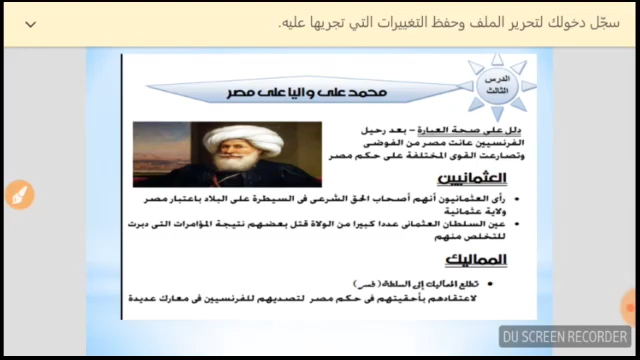 سجّل دخولك لتحرير الملف وحفظ التغييرات التي تجريها عليه.
الدرس
الثالث
محمد على واليا على مصر
دلل على صحة العبارة – بعد رحيل
الفرنسيين عانت مصر من الفوضى
وتصارعت القوى المختلفة على حكم مصر
العثمانيين
• رأى العثمانيون أنهم أصحاب الحق الشرعى فى السيطرة على البلاد باعتبار مصر
ولاية عثمانية
• عين السلطان العثمانى عددا كبيرا من الولاة قتل بعضهم نتيجة المؤامرات التى دبرت
للتخلص منهم
المماليك
• تطلع المماليك إلى السلطة (فسر)
لاعتقادهم بأحقيتهم فى حكم مصر لتصديهم للفرنسيين فى معارك عديدة
DU SCREEN RECORDER